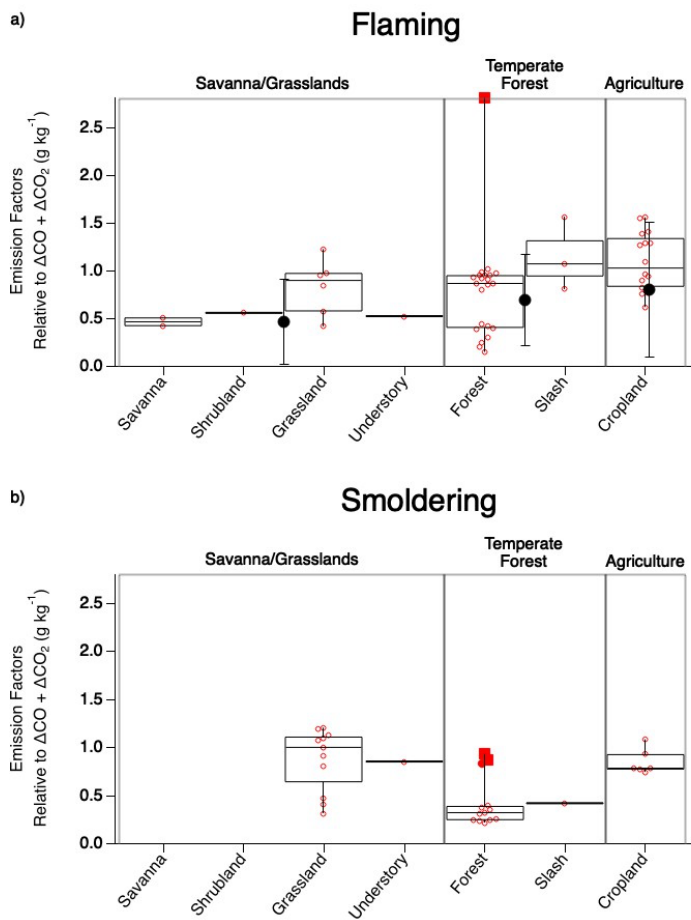 a)
Flaming
Savanna/Grasslands
Temperate
Forest
Agriculture
Emission Factors
Relative to ΔCO + ΔCO₂ (g kg⁻¹)
2.5
2.0
1.5
1.0
0.5
0.0
Savanna
Shrubland
Grassland
Understory
Forest
Slash
Cropland
b)
Smoldering
Savanna/Grasslands
Temperate
Forest
Agriculture
Emission Factors
Relative to ΔCO + ΔCO₂ (g kg⁻¹)
2.5
2.0
1.5
1.0
0.5
0.0
Savanna
Shrubland
Grassland
Understory
Forest
Slash
Cropland